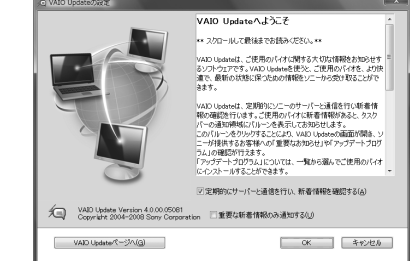 VAIO Updateの設定
VAIO Updateへようこそ
** スクロールして最後までお読みください。**
VAIO Updateは、ご使用のバイオに関する大切な情報をお知らせす
るソフトウェアです。VAIO Updateを使うと、ご使用のバイオを、より快
適で、最新の状態に保つための情報をソニーから受け取ることがで
きます。
VAIO Updateは、定期的にソニーのサーバーと通信を行い新着情
報の確認を行います。ご使用のバイオに新着情報があると、タスク
バーの通知領域にバルーンを表示してお知らせします。
このバルーンをクリックすることにより、VAIO Updateの画面が開き、ソ
ニーが提供するお客様への「重要なお知らせ」や「アップデートプログ
ラム」の確認が行えます。
「アップデートプログラム」については、一覧から選んでご使用のバイオ
にインストールすることができます。
定期的にサーバーと通信を行い、新着情報を確認する(A)
VAIO Update Version 4.0.00.05081
Copyright 2004-2008 Sony Corporation
重要な新着情報のみ通知する(U)
VAIO Updateページへ(G)
OK
キャンセル